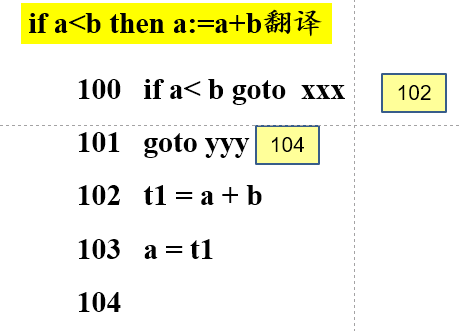 if a<b then a:=a+b翻译
100 if a< b goto xxx 102
101 goto yyy 104
102 t1 = a + b
103 a = t1
104